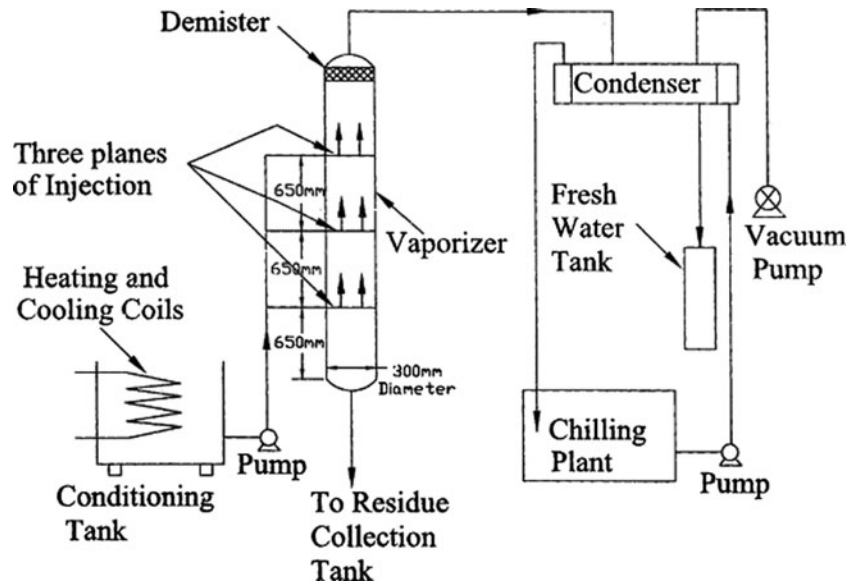 Demister
Condenser
Three planes
of Injection
650mm
650mm
650mm
Vaporizer
Fresh
Water
Tank
Vacuum
Pump
Heating and
Cooling Coils
300mm
Diameter
Pump
Conditioning
Tank
To Residue
Collection
Tank
Chilling
Plant
Pump